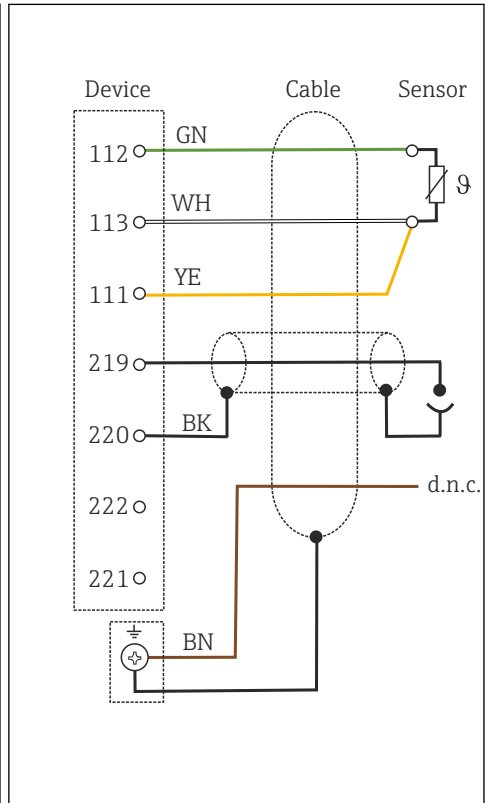 Device Cable Sensor
GN
112
ϑ
WH
113
YE
111
219
BK
220
d.n.c.
222
221
BN